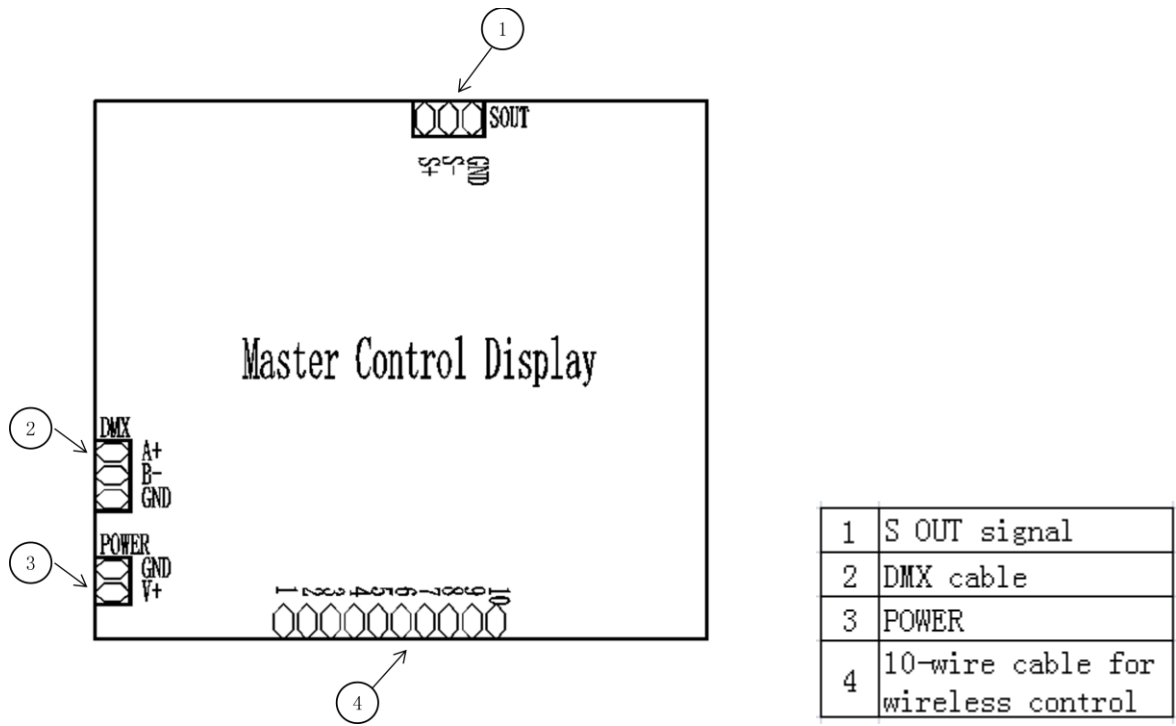 1
SOUT
S+
S-
GND
Master Control Display
2
DMX
A+
B-
GND
3
POWER
GND
V+
1 2 3 4 5 6 7 8 9 10
4
1 S OUT signal
2 DMX cable
3 POWER
4 10-wire cable for
wireless control